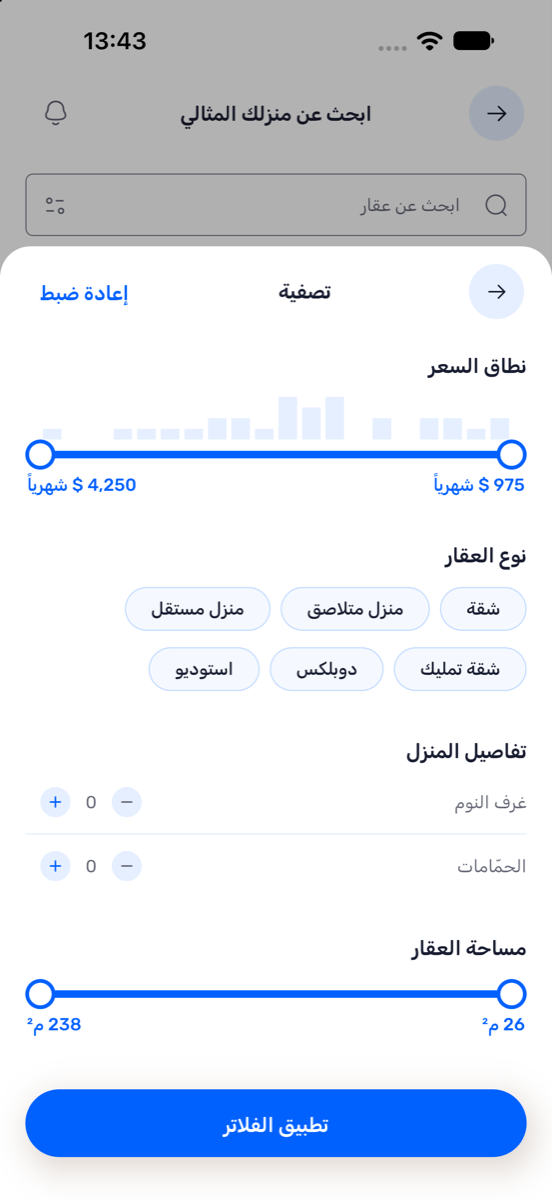 13:43
ابحث عن منزلك المثالي
ابحث عن عقار
تصفية
إعادة ضبط
نطاق السعر
975 $ شهرياً
4,250 $ شهرياً
نوع العقار
شقة
منزل متلاصق
منزل مستقل
شقة تمليك
دوبلكس
استوديو
تفاصيل المنزل
غرف النوم
− 0 +
الحمّامات
− 0 +
مساحة العقار
26 م²
238 م²
تطبيق الفلاتر